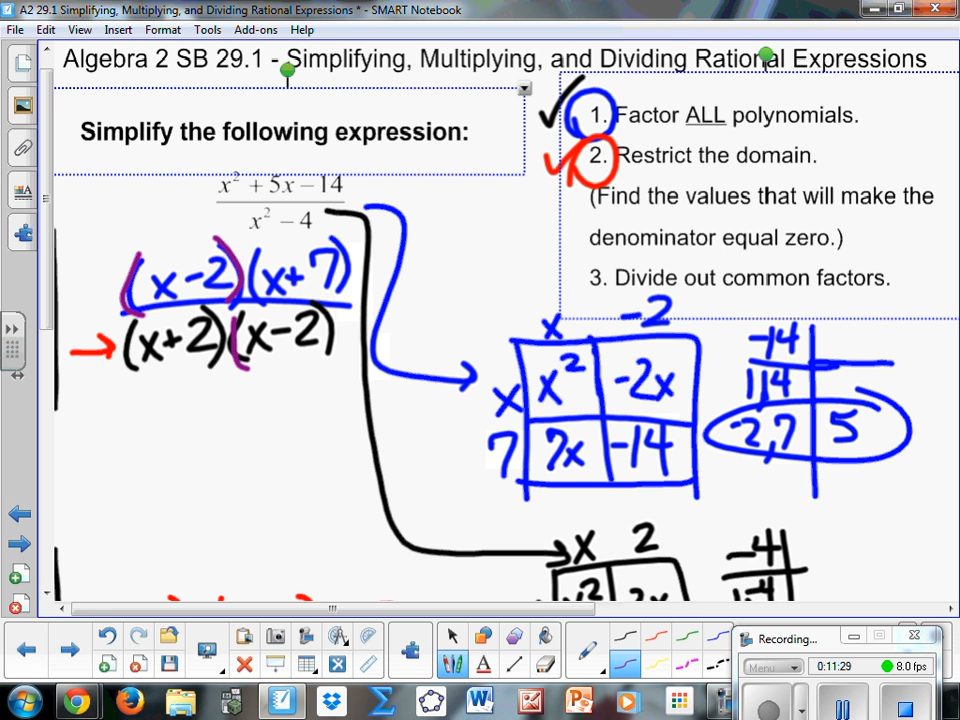 A2 29.1 Simplifying, Multiplying, and Dividing Rational Expressions * - SMART Notebook
File Edit View Insert Format Tools Add-ons Help
Algebra 2 SB 29.1 - Simplifying, Multiplying, and Dividing Rational Expressions
Simplify the following expression:
x² + 5x – 14
x² – 4
(x-2)(x+7)
(x+2)(x-2)
1. Factor ALL polynomials.
2. Restrict the domain.
(Find the values that will make the
denominator equal zero.)
3. Divide out common factors.
x -2
x x² -2x
7 7x -14
-14
-2,7 5
x 2
-4
Recording...
Menu 0:11:29 8.0 fps